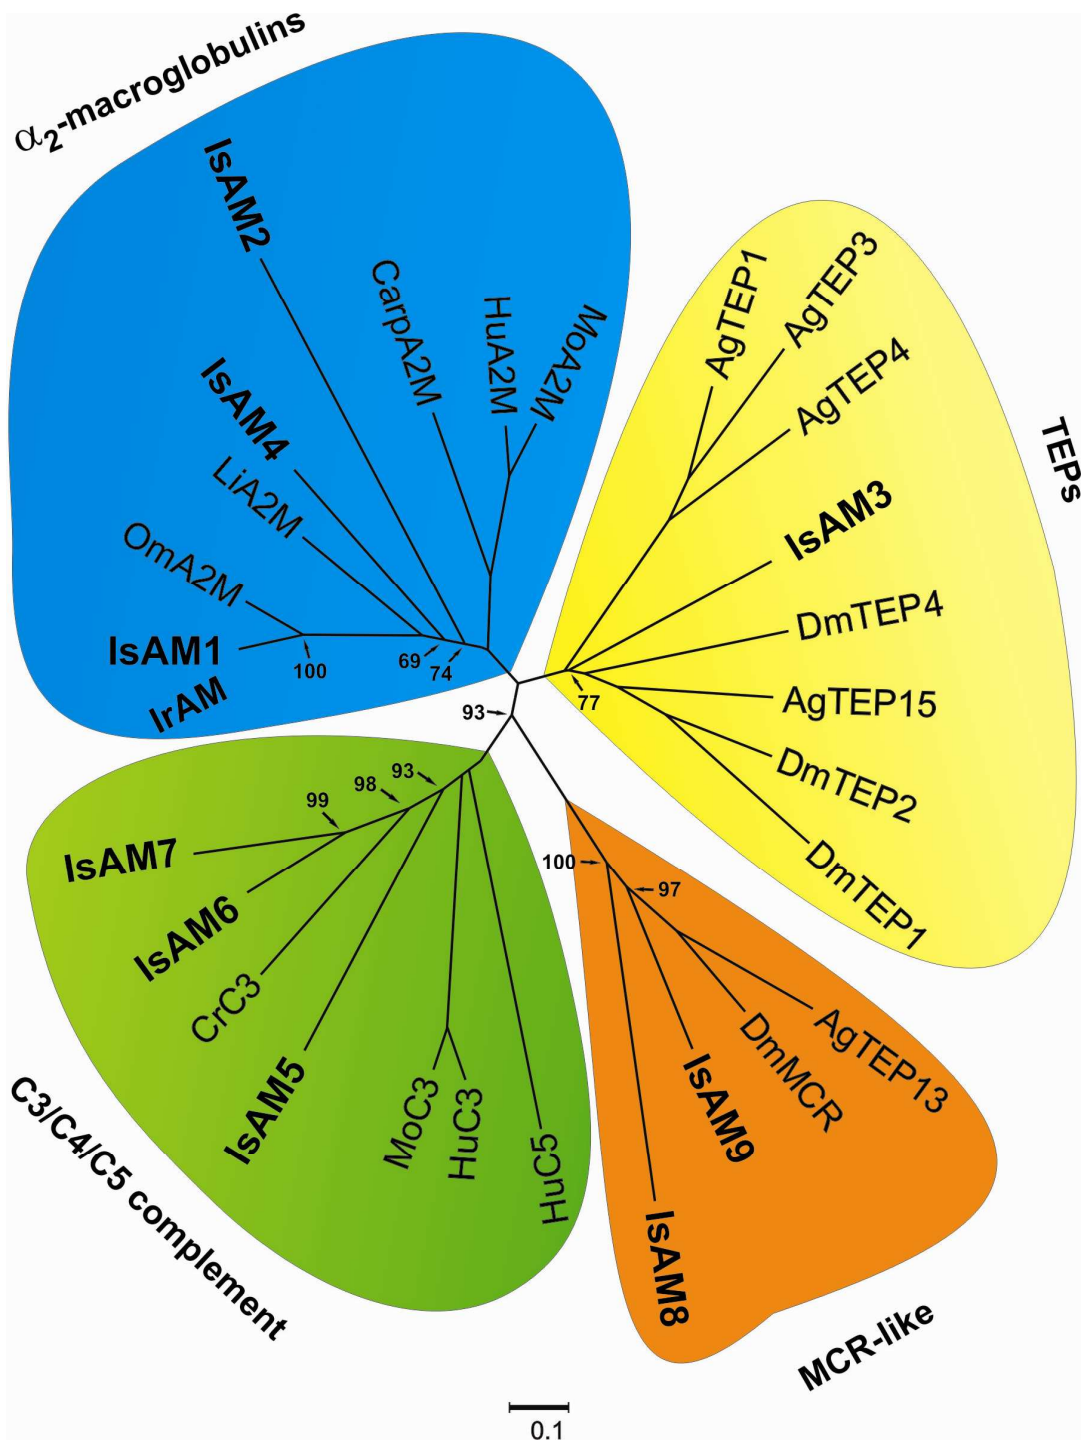 α2-macroglobulins
IsAM2
CarpA2M
HuA2M
MoA2M
IsAM4
LiA2M
OmA2M
IsAM1
IrAM
100
69
74
AgTEP1
AgTEP3
AgTEP4
IsAM3
DmTEP4
AgTEP15
DmTEP2
DmTEP1
77
TEPs
93
93
98
99
IsAM7
IsAM6
CrC3
IsAM5
MoC3
HuC3
HuC5
C3/C4/C5 complement
100
97
AgTEP13
DmMCR
IsAM9
IsAM8
MCR-like
0.1